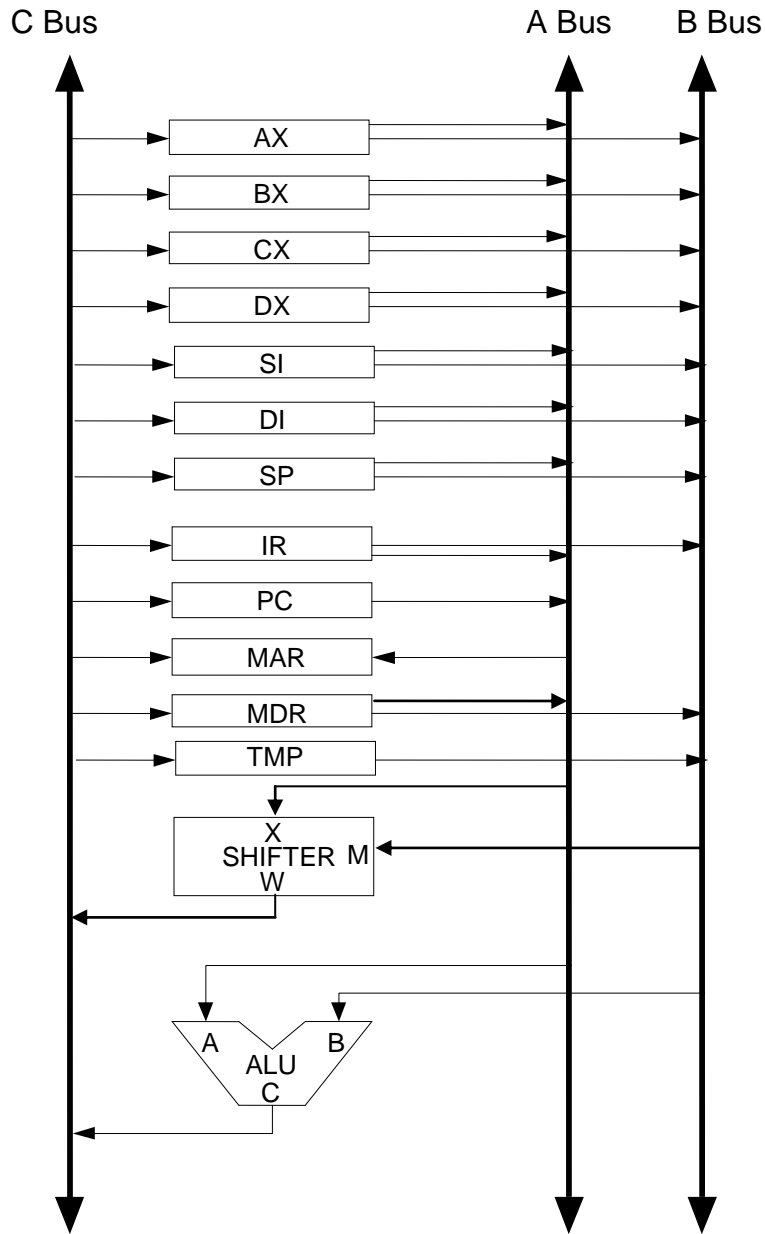 C Bus A Bus B Bus
AX
BX
CX
DX
SI
DI
SP
IR
PC
MAR
MDR
TMP
X
SHIFTER M
W
A B
ALU
C